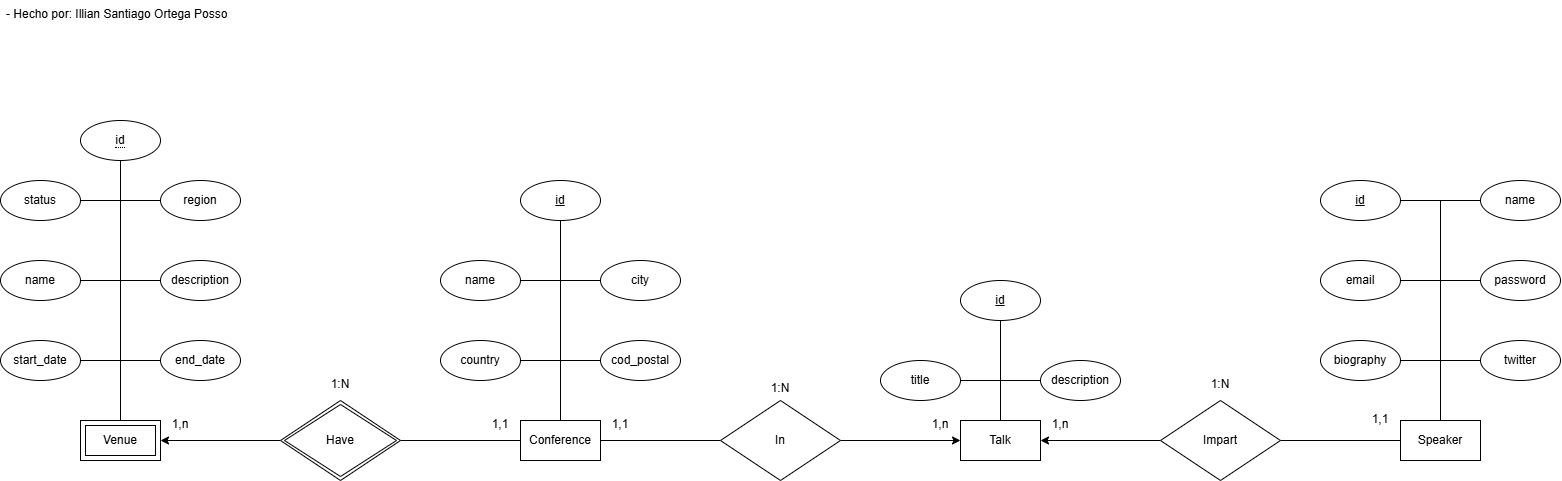 - Hecho por: Illian Santiago Ortega Posso
id
status
region
name
description
start_date
end_date
Venue
1,n
1:N
Have
1,1
id
name
city
country
cod_postal
Conference
1,1
1:N
In
1,n
id
title
description
Talk
1,n
1:N
Impart
1,1
id
name
email
password
biography
twitter
Speaker